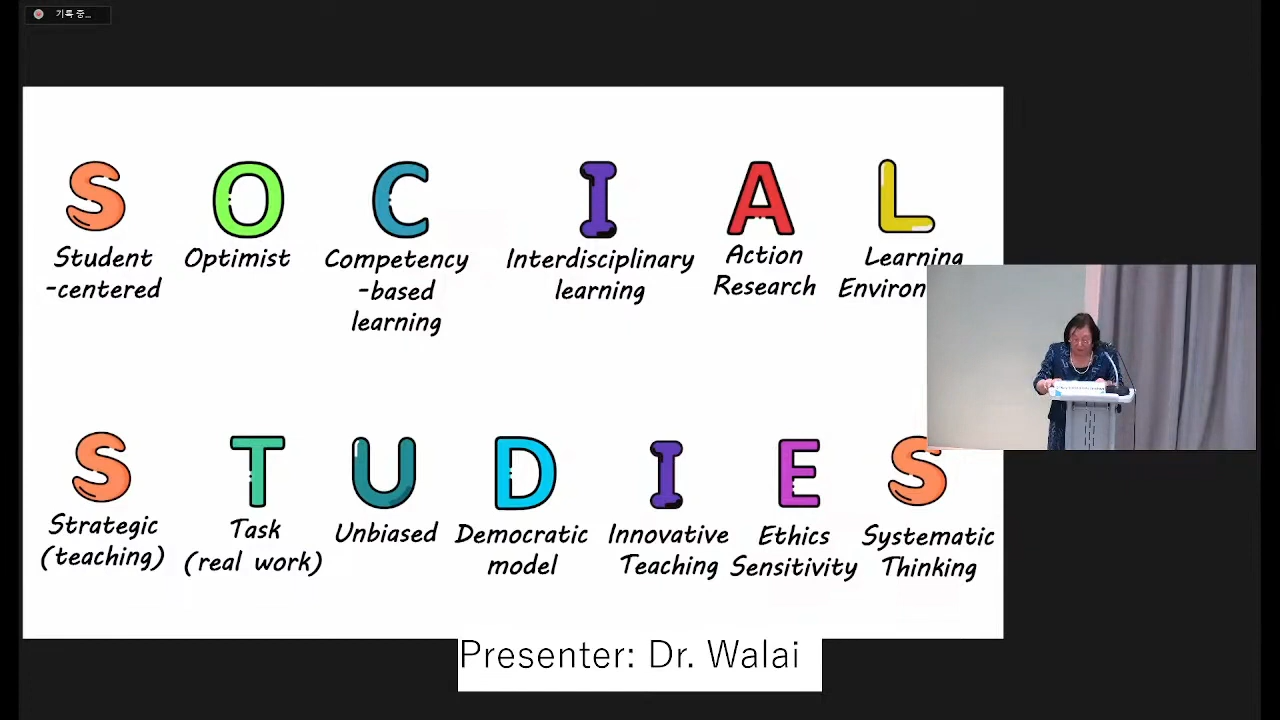 기록 중...
S O C I A L
Student Optimist Competency Interdisciplinary Action Learning
-centered -based learning Research
learning
S T U D I E S
Strategic Task Unbiased Democratic Innovative Ethics Systematic
(teaching) (real work) model Teaching Sensitivity Thinking
Presenter: Dr. Walai